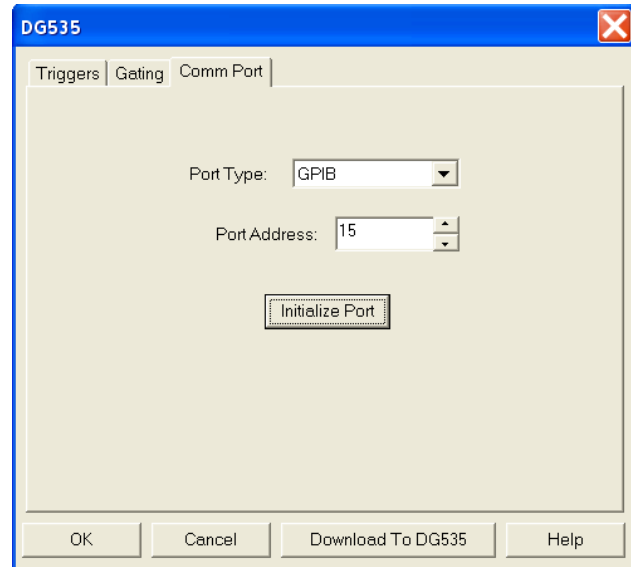 DG535
Triggers Gating Comm Port
Port Type: GPIB
Port Address: 15
Initialize Port
OK Cancel Download To DG535 Help